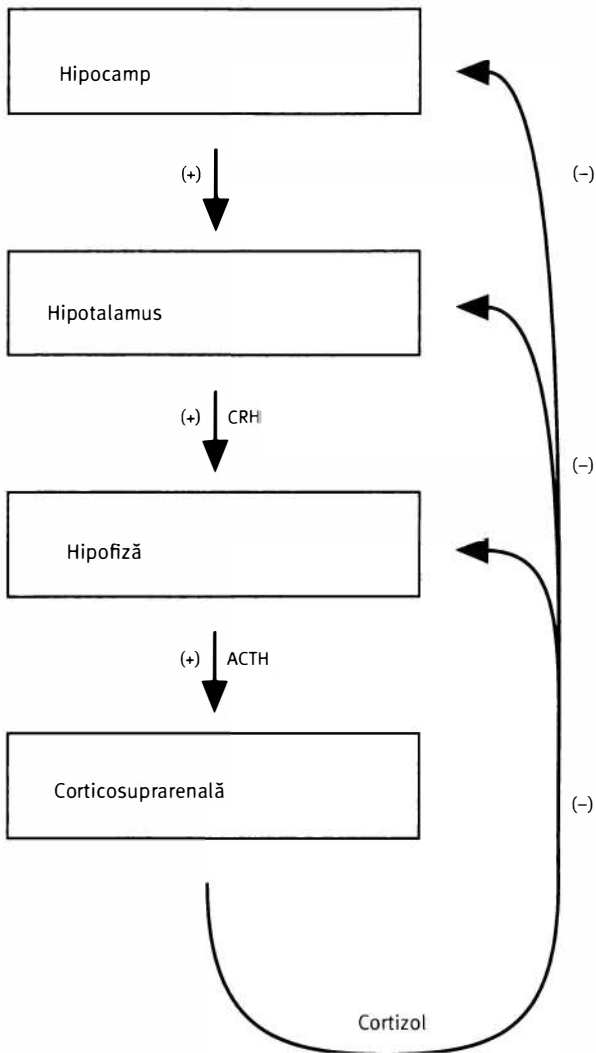 Hipocamp
(+)
(–)
Hipotalamus
(+) CRH
(–)
Hipofiză
(+) ACTH
Corticosuprarenală
(–)
Cortizol